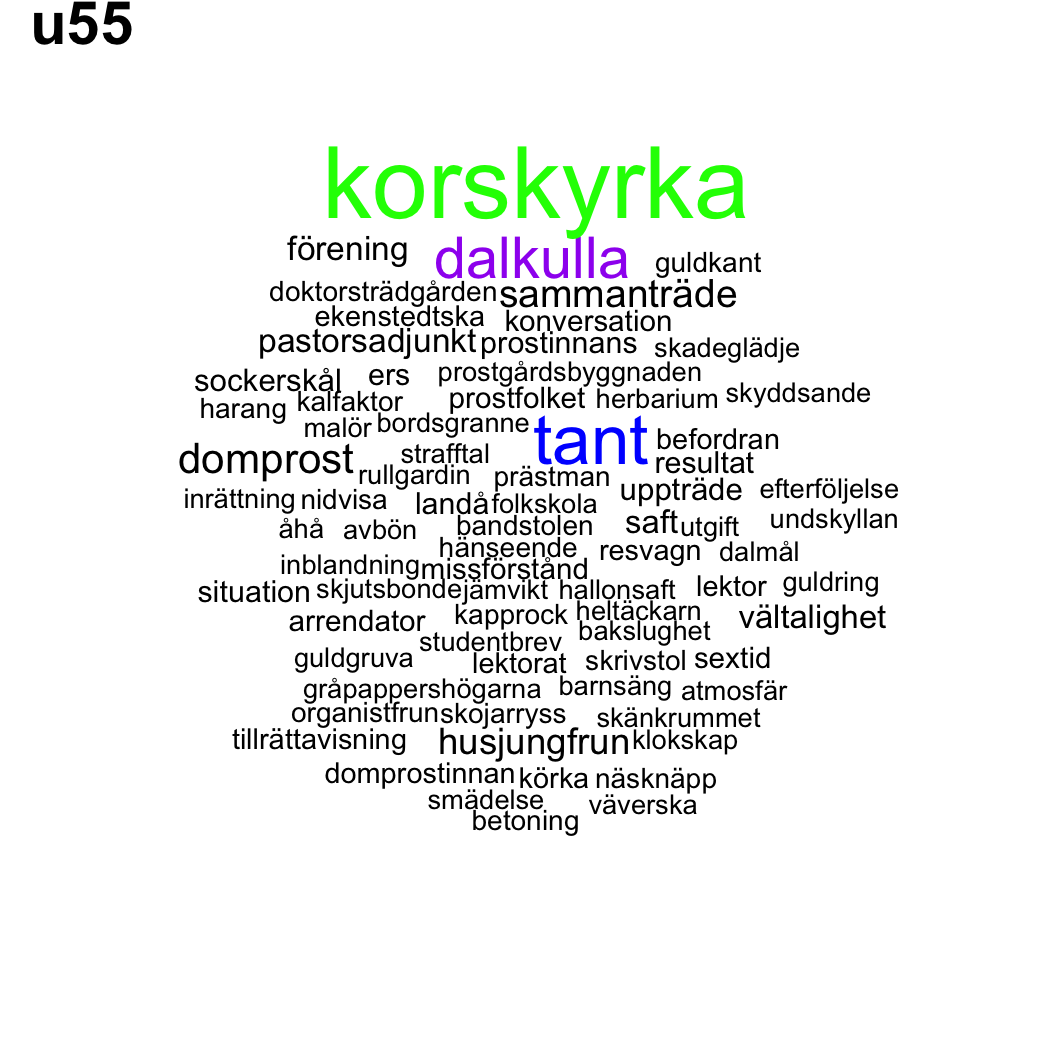 u55
korskyrka
förening dalkulla guldkant
doktorsträdgården sammanträde
ekenstedtska konversation
pastorsadjunkt prostinnans skadeglädje
sockerskål ers prostgårdsbyggnaden
harang kalfaktor prostfolket herbarium skyddsande
malör bordsgranne tant befordran
domprost strafftal resultat
rullgardin prästman uppträde efterföljelse
inrättning nidvisa landå folkskola
åhå avbön bandstolen saft utgift undskyllan
hänseende resvagn dalmål
inblandning missförstånd
situation skjutsbonde jämvikt hallonsaft lektor guldring
arrendator kapprock heltäckarn vältalighet
studentbrev bakslughet
guldgruva lektorat skrivstol sextid
gråpappershögarna barnsäng atmosfär
organistfrun skojarryss skänkrummet
tillrättavisning husjungfrun klokskap
domprostinnan körka näsknäpp
smädelse väverska
betoning